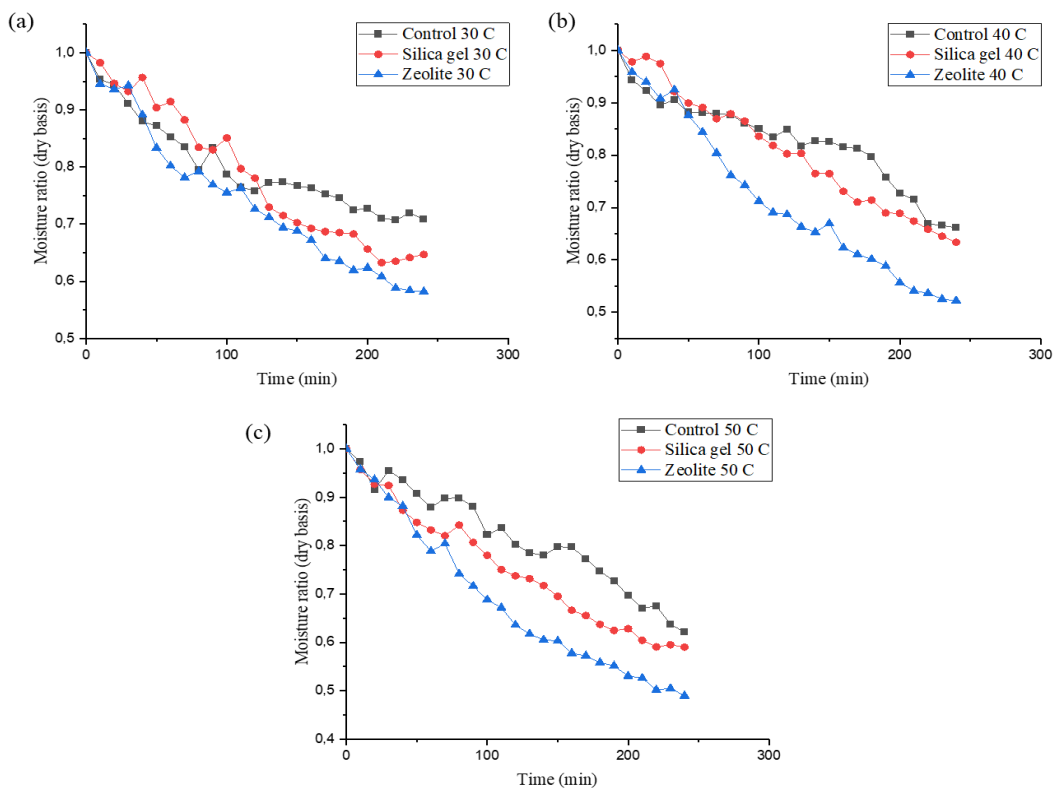 (a)
Control 30 C
Silica gel 30 C
Zeolite 30 C
1,0
0,9
0,8
0,7
0,6
0,5
Moisture ratio (dry basis)
0
100
200
300
Time (min)
(b)
Control 40 C
Silica gel 40 C
Zeolite 40 C
1,0
0,9
0,8
0,7
0,6
0,5
Moisture ratio (dry basis)
0
100
200
300
Time (min)
(c)
Control 50 C
Silica gel 50 C
Zeolite 50 C
1,0
0,9
0,8
0,7
0,6
0,5
0,4
Moisture ratio (dry basis)
0
100
200
300
Time (min)